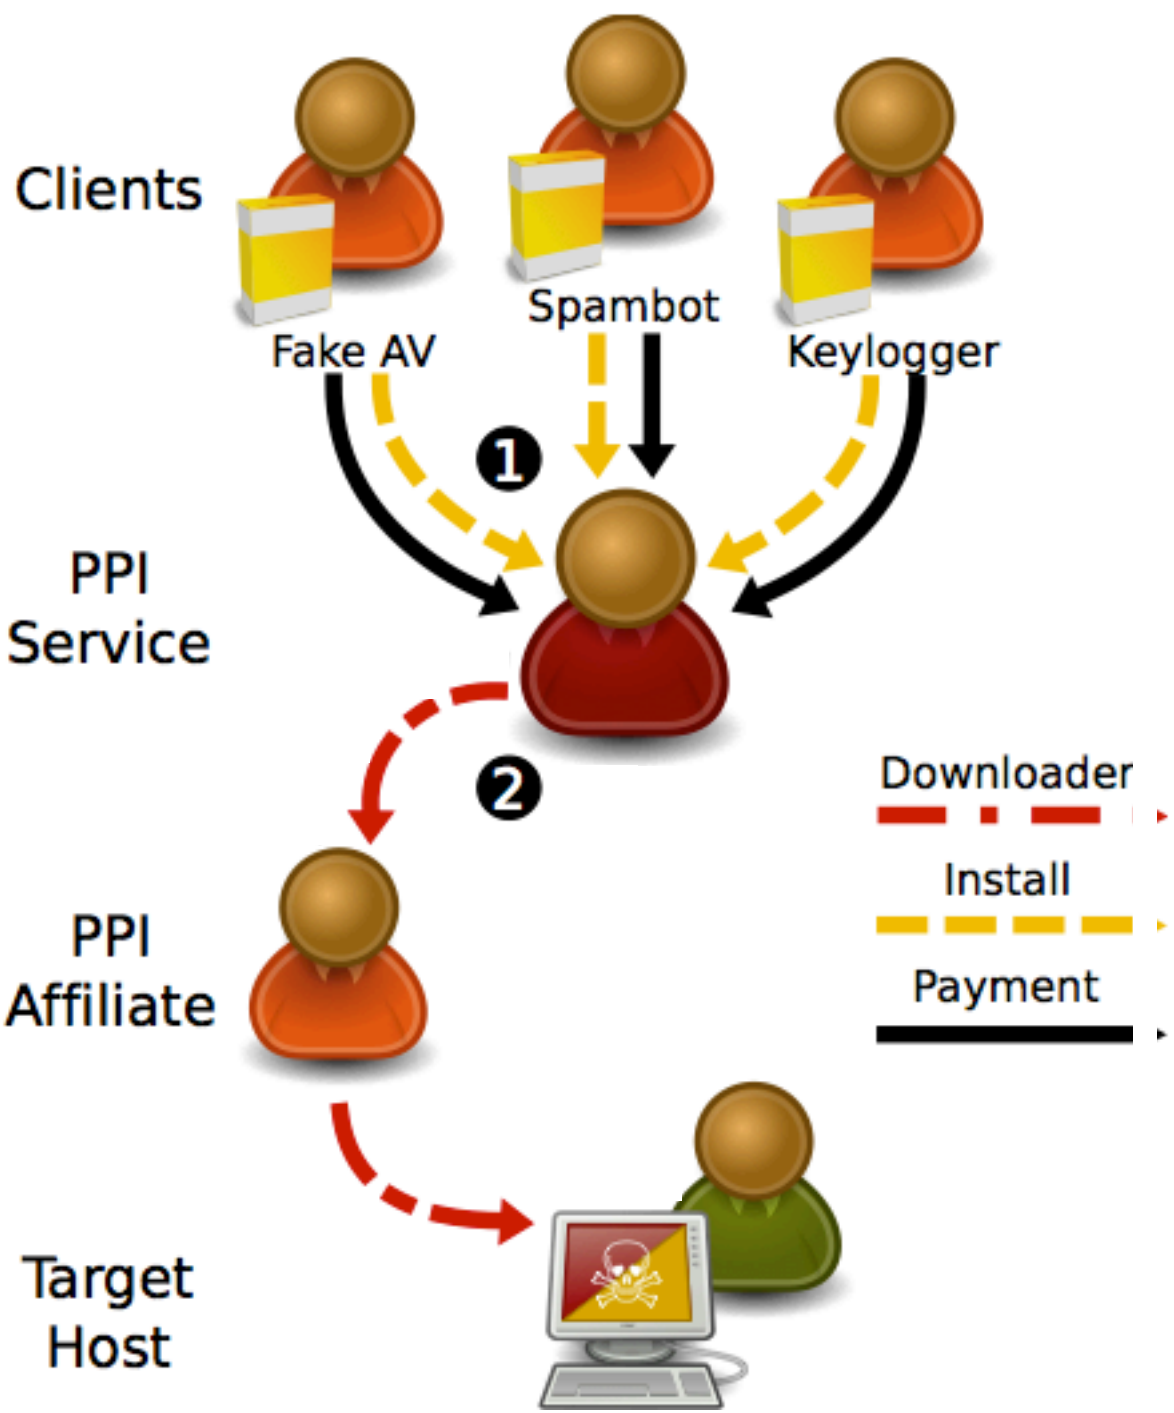 Clients
Spambot
Fake AV
Keylogger
1
PPI
Service
2
Downloader
Install
Payment
PPI
Affiliate
Target
Host